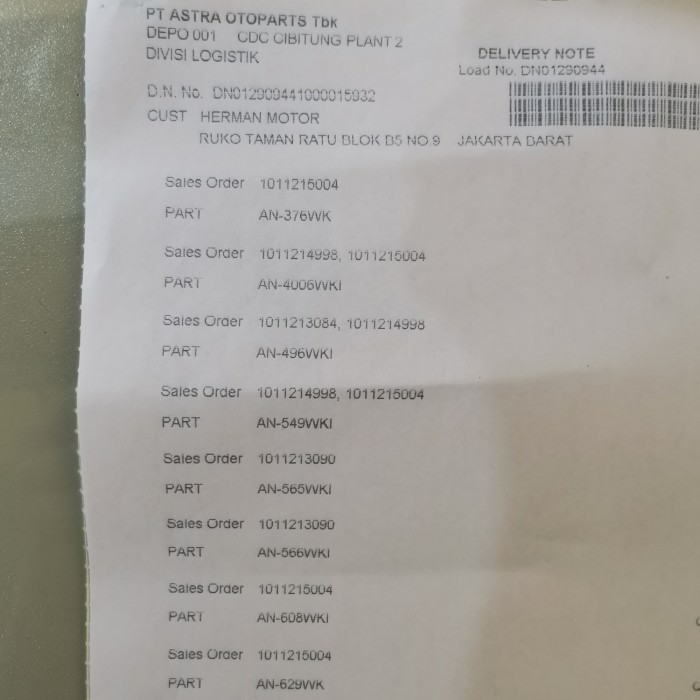 PT ASTRA OTOPARTS Tbk
DEPO 001 CDC CIBITUNG PLANT 2
DIVISI LOGISTIK
DELIVERY NOTE
Load No. DN01290944
D.N. No. DN012909441000015932
CUST HERMAN MOTOR
RUKO TAMAN RATU BLOK B5 NO.9 JAKARTA BARAT
Sales Order 1011215004
PART AN-376WK
Sales Order 1011214998, 1011215004
PART AN-4006WKI
Sales Order 1011213084, 1011214998
PART AN-496WKI
Sales Order 1011214998, 1011215004
PART AN-549WKI
Sales Order 1011213090
PART AN-565WKI
Sales Order 1011213090
PART AN-566WKI
Sales Order 1011215004
PART AN-608WKI
Sales Order 1011215004
PART AN-629WK